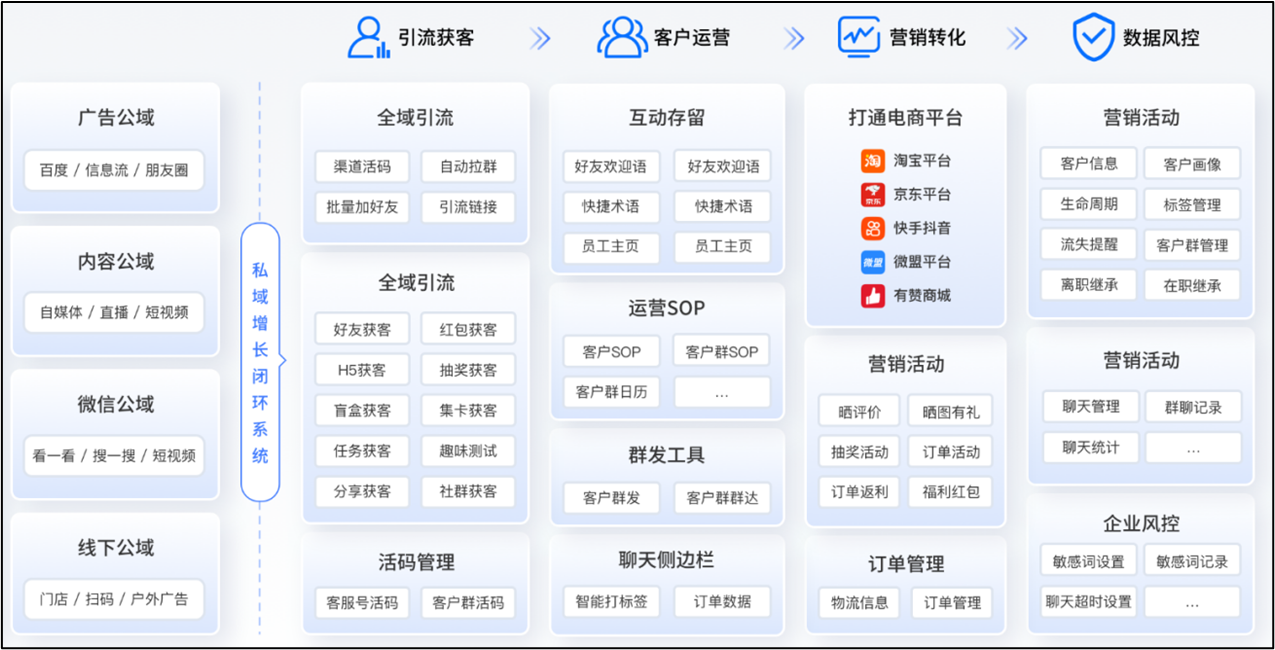 引流获客
客户运营
营销转化
数据风控
广告公域
百度 / 信息流 / 朋友圈
内容公域
自媒体 / 直播 / 短视频
微信公域
看一看 / 搜一搜 / 短视频
线下公域
门店 / 扫码 / 户外广告
私域增长闭环系统
全域引流
渠道活码 自动拉群
批量加好友 引流链接
全域引流
好友获客 红包获客
H5获客 抽奖获客
盲盒获客 集卡获客
任务获客 趣味测试
分享获客 社群获客
活码管理
客服号活码 客户群活码
互动存留
好友欢迎语 好友欢迎语
快捷术语 快捷术语
员工主页 员工主页
运营SOP
客户SOP 客户群SOP
客户群日历 ...
群发工具
客户群发 客户群群达
聊天侧边栏
智能打标签 订单数据
打通电商平台
淘 淘宝平台
京东 京东平台
快手抖音
微盟 微盟平台
有赞商城
营销活动
晒评价 晒图有礼
抽奖活动 订单活动
订单返利 福利红包
订单管理
物流信息 订单管理
营销活动
客户信息 客户画像
生命周期 标签管理
流失提醒 客户群管理
离职继承 在职继承
营销活动
聊天管理 群聊记录
聊天统计 ...
企业风控
敏感词设置 敏感词记录
聊天超时设置 ...